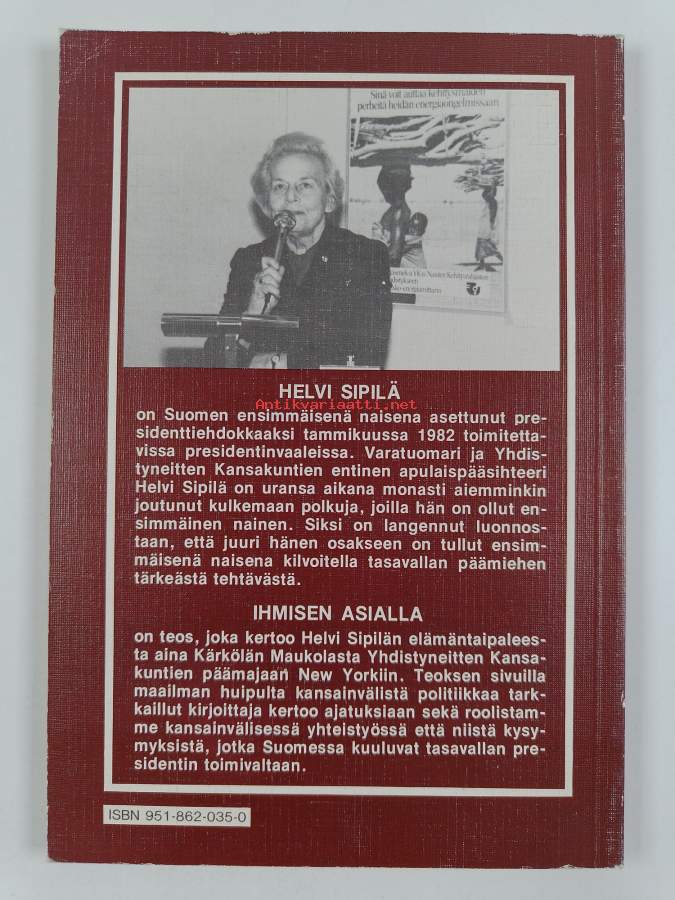 Sinä voit auttaa kehitysmaiden
perheitä heidän energiaongelmissaan
HELVI SIPILÄ
Antikvariaatti.net
on Suomen ensimmäisenä naisena asettunut pre-
sidenttiehdokkaaksi tammikuussa 1982 toimitetta-
vissa presidentinvaaleissa. Varatuomari ja Yhdis-
tyneitten Kansakuntien entinen apulaispääsihteeri
Helvi Sipilä on uransa aikana monasti aiemminkin
joutunut kulkemaan polkuja, joilla hän on ollut en-
simmäinen nainen. Siksi on langennut luonnos-
taan, että juuri hänen osakseen on tullut ensim-
mäisenä naisena kilvoitella tasavallan päämiehen
tärkeästä tehtävästä.
IHMISEN ASIALLA
on teos, joka kertoo Helvi Sipilän elämäntaipalees-
ta aina Kärkölän Maukolasta Yhdistyneitten Kansa-
kuntien päämajaan New Yorkiin. Teoksen sivuilla
maailman huipulta kansainvälistä politiikkaa tark-
kaillut kirjoittaja kertoo ajatuksiaan sekä roolistam-
me kansainvälisessä yhteistyössä että niistä kysy-
myksistä, jotka Suomessa kuuluvat tasavallan pre-
sidentin toimivaltaan.
ISBN 951-862-035-0